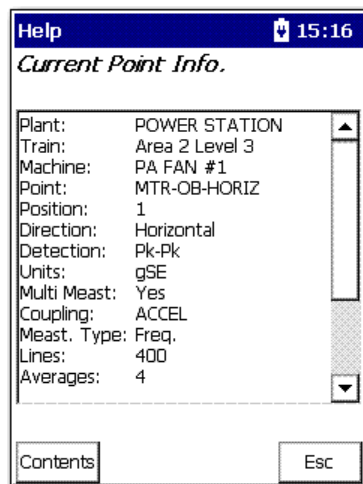 Help 15:16
Current Point Info.
Plant: POWER STATION
Train: Area 2 Level 3
Machine: PA FAN #1
Point: MTR-OB-HORIZ
Position: 1
Direction: Horizontal
Detection: Pk-Pk
Units: gSE
Multi Meast: Yes
Coupling: ACCEL
Meast. Type: Freq.
Lines: 400
Averages: 4
Contents Esc